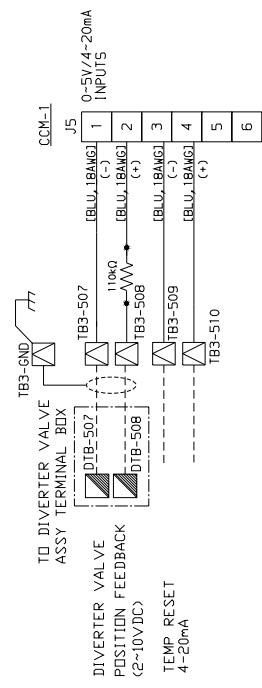 CCM-1
0~5V/4~20mA
INPUTS
J5
1
2
3
4
5
6
[BLU,18AWG]
(-)
[BLU,18AWG]
(+)
[BLU,18AWG]
(-)
[BLU,18AWG]
(+)
110kΩ
TB3-GND
TB3-507
TB3-508
TB3-509
TB3-510
TO DIVERTER VALVE
ASSY TERMINAL BOX
DTB-507
DTB-508
DIVERTER VALVE
POSITION FEEDBACK
(2~10VDC)
TEMP RESET
4-20mA